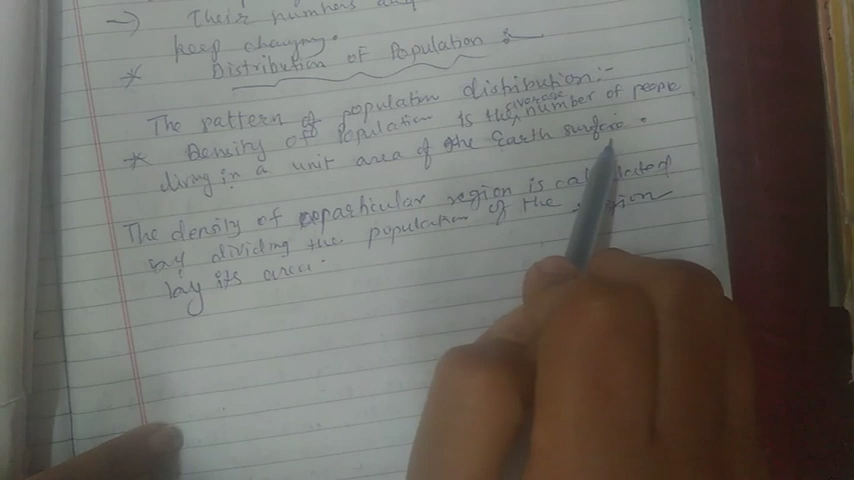 → Their numbers and
keep changing.
* Distribution of Population :-
The pattern of population distribution:-
* Density of Population is the average number of people
living in a unit area of the Earth surface.
The density of particular region is calculated
by dividing the population of the region
by its area.